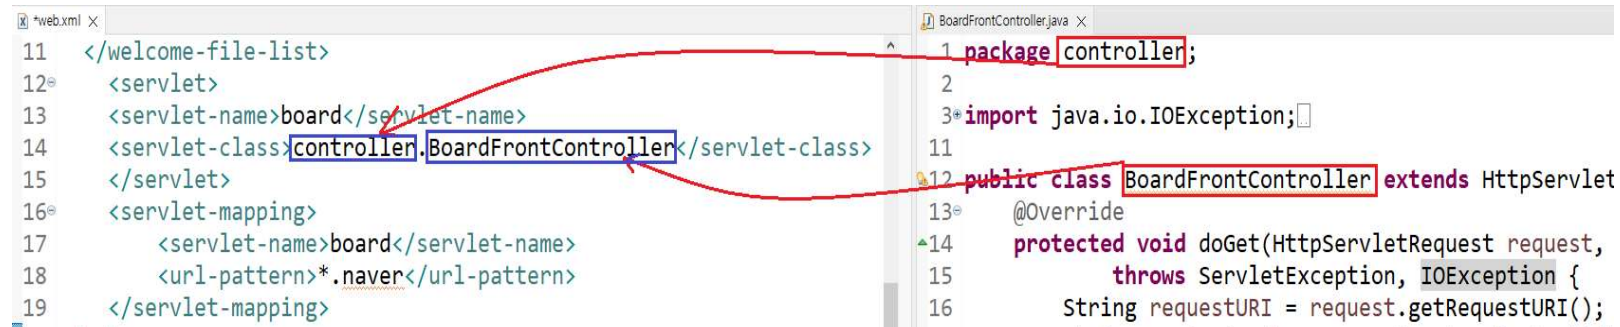 *web.xml
11 </welcome-file-list>
12 <servlet>
13 <servlet-name>board</servlet-name>
14 <servlet-class>controller.BoardFrontController</servlet-class>
15 </servlet>
16 <servlet-mapping>
17 <servlet-name>board</servlet-name>
18 <url-pattern>*.naver</url-pattern>
19 </servlet-mapping>
BoardFrontController.java
1 package controller;
2
3 import java.io.IOException;
11
12 public class BoardFrontController extends HttpServlet
13 @Override
14 protected void doGet(HttpServletRequest request,
15 throws ServletException, IOException {
16 String requestURI = request.getRequestURI();